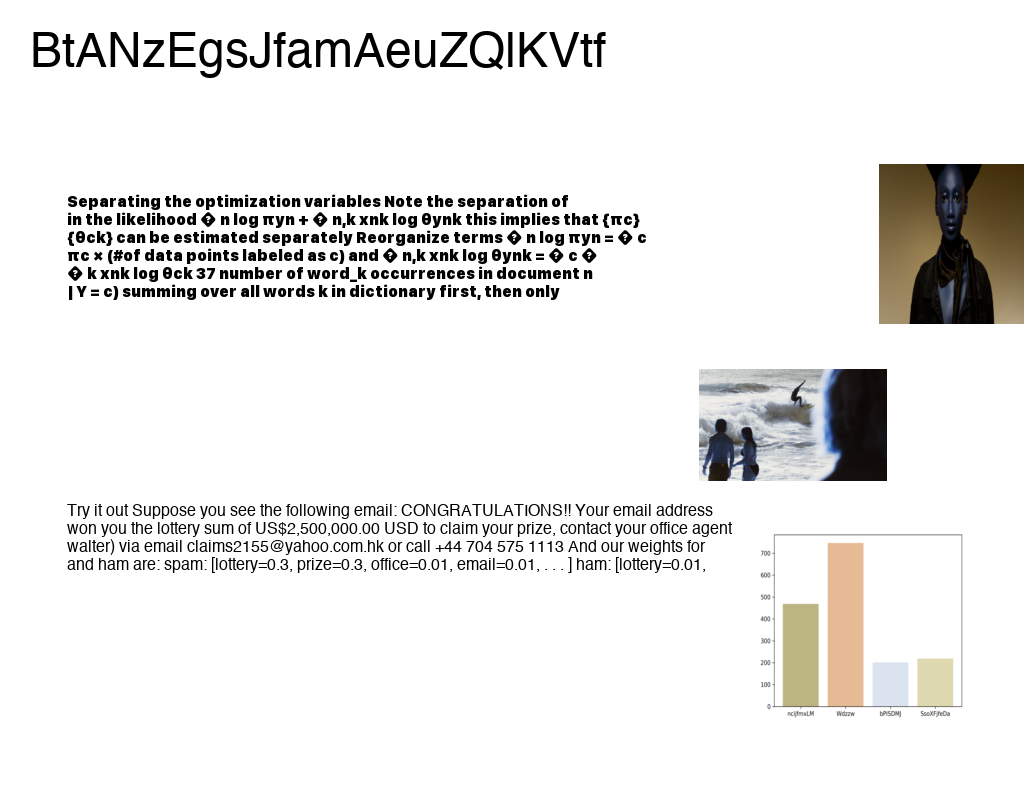 BtANzEgsJfamAeuZQlKVtf
Separating the optimization variables Note the separation of
in the likelihood � n log πyn + � n,k xnk log θynk this implies that {πc}
{θck} can be estimated separately Reorganize terms � n log πyn = � c
πc × (#of data points labeled as c) and � n,k xnk log θynk = � c �
� k xnk log θck 37 number of word_k occurrences in document n
| Y = c) summing over all words k in dictionary first, then only
Try it out Suppose you see the following email: CONGRATULATIONS!! Your email address
won you the lottery sum of US$2,500,000.00 USD to claim your prize, contact your office agent
walter) via email claims2155@yahoo.com.hk or call +44 704 575 1113 And our weights for
and ham are: spam: [lottery=0.3, prize=0.3, office=0.01, email=0.01, . . . ] ham: [lottery=0.01,
700
600
500
400
300
200
100
0
Wdzzw